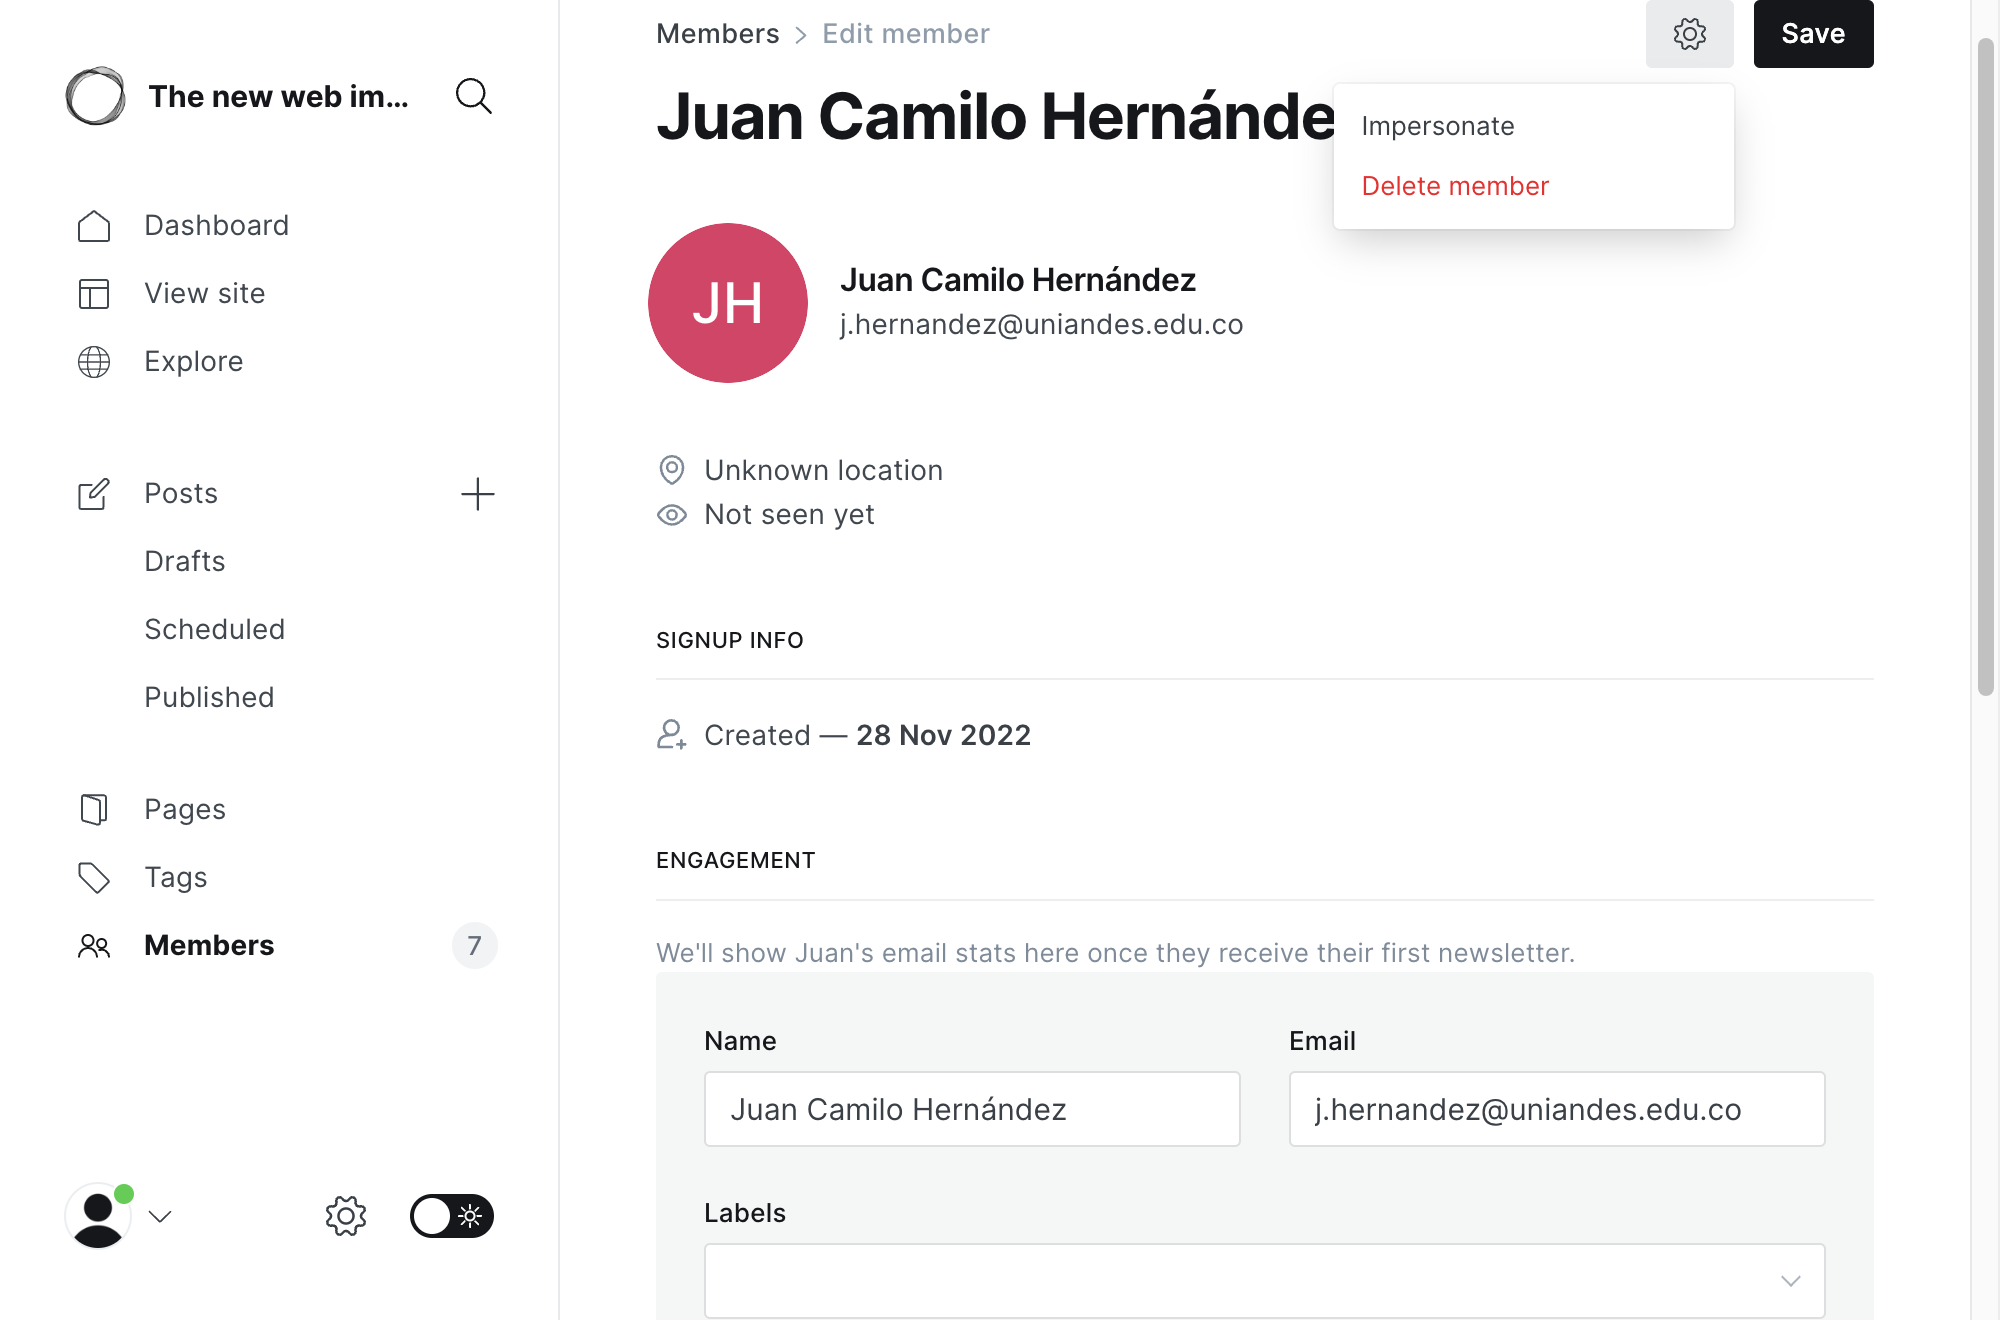 The new web im...
Dashboard
View site
Explore
Posts
Drafts
Scheduled
Published
Pages
Tags
Members 7
Members > Edit member
Save
Juan Camilo Hernánde
Impersonate
Delete member
JH
Juan Camilo Hernández
j.hernandez@uniandes.edu.co
Unknown location
Not seen yet
SIGNUP INFO
Created — 28 Nov 2022
ENGAGEMENT
We'll show Juan's email stats here once they receive their first newsletter.
Name
Juan Camilo Hernández
Email
j.hernandez@uniandes.edu.co
Labels